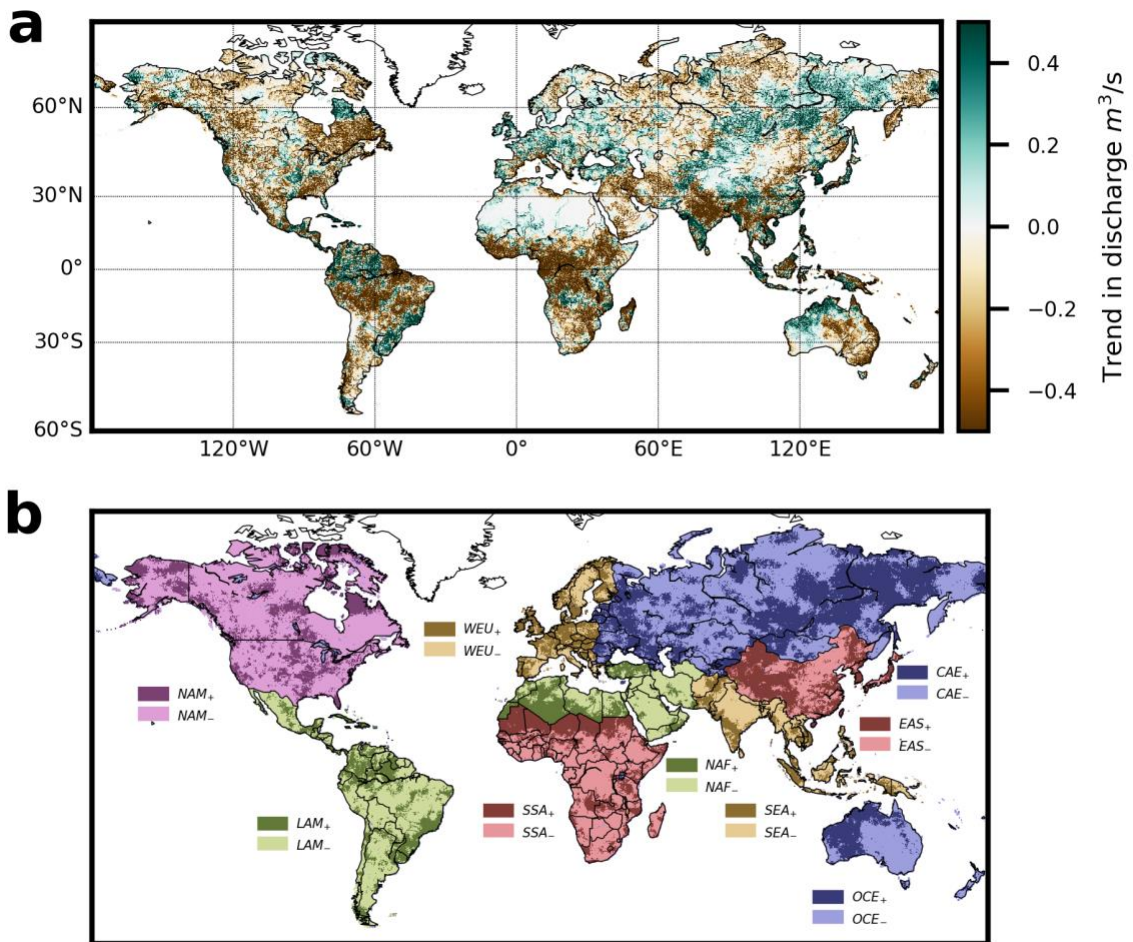 a
60°N
30°N
0°
30°S
60°S
120°W 60°W 0° 60°E 120°E
0.4
0.2
0.0
−0.2
−0.4
Trend in discharge m³/s
b
WEU₊
WEU₋
NAM₊
NAM₋
CAE₊
CAE₋
EAS₊
EAS₋
NAF₊
NAF₋
LAM₊
LAM₋
SSA₊
SSA₋
SEA₊
SEA₋
OCE₊
OCE₋